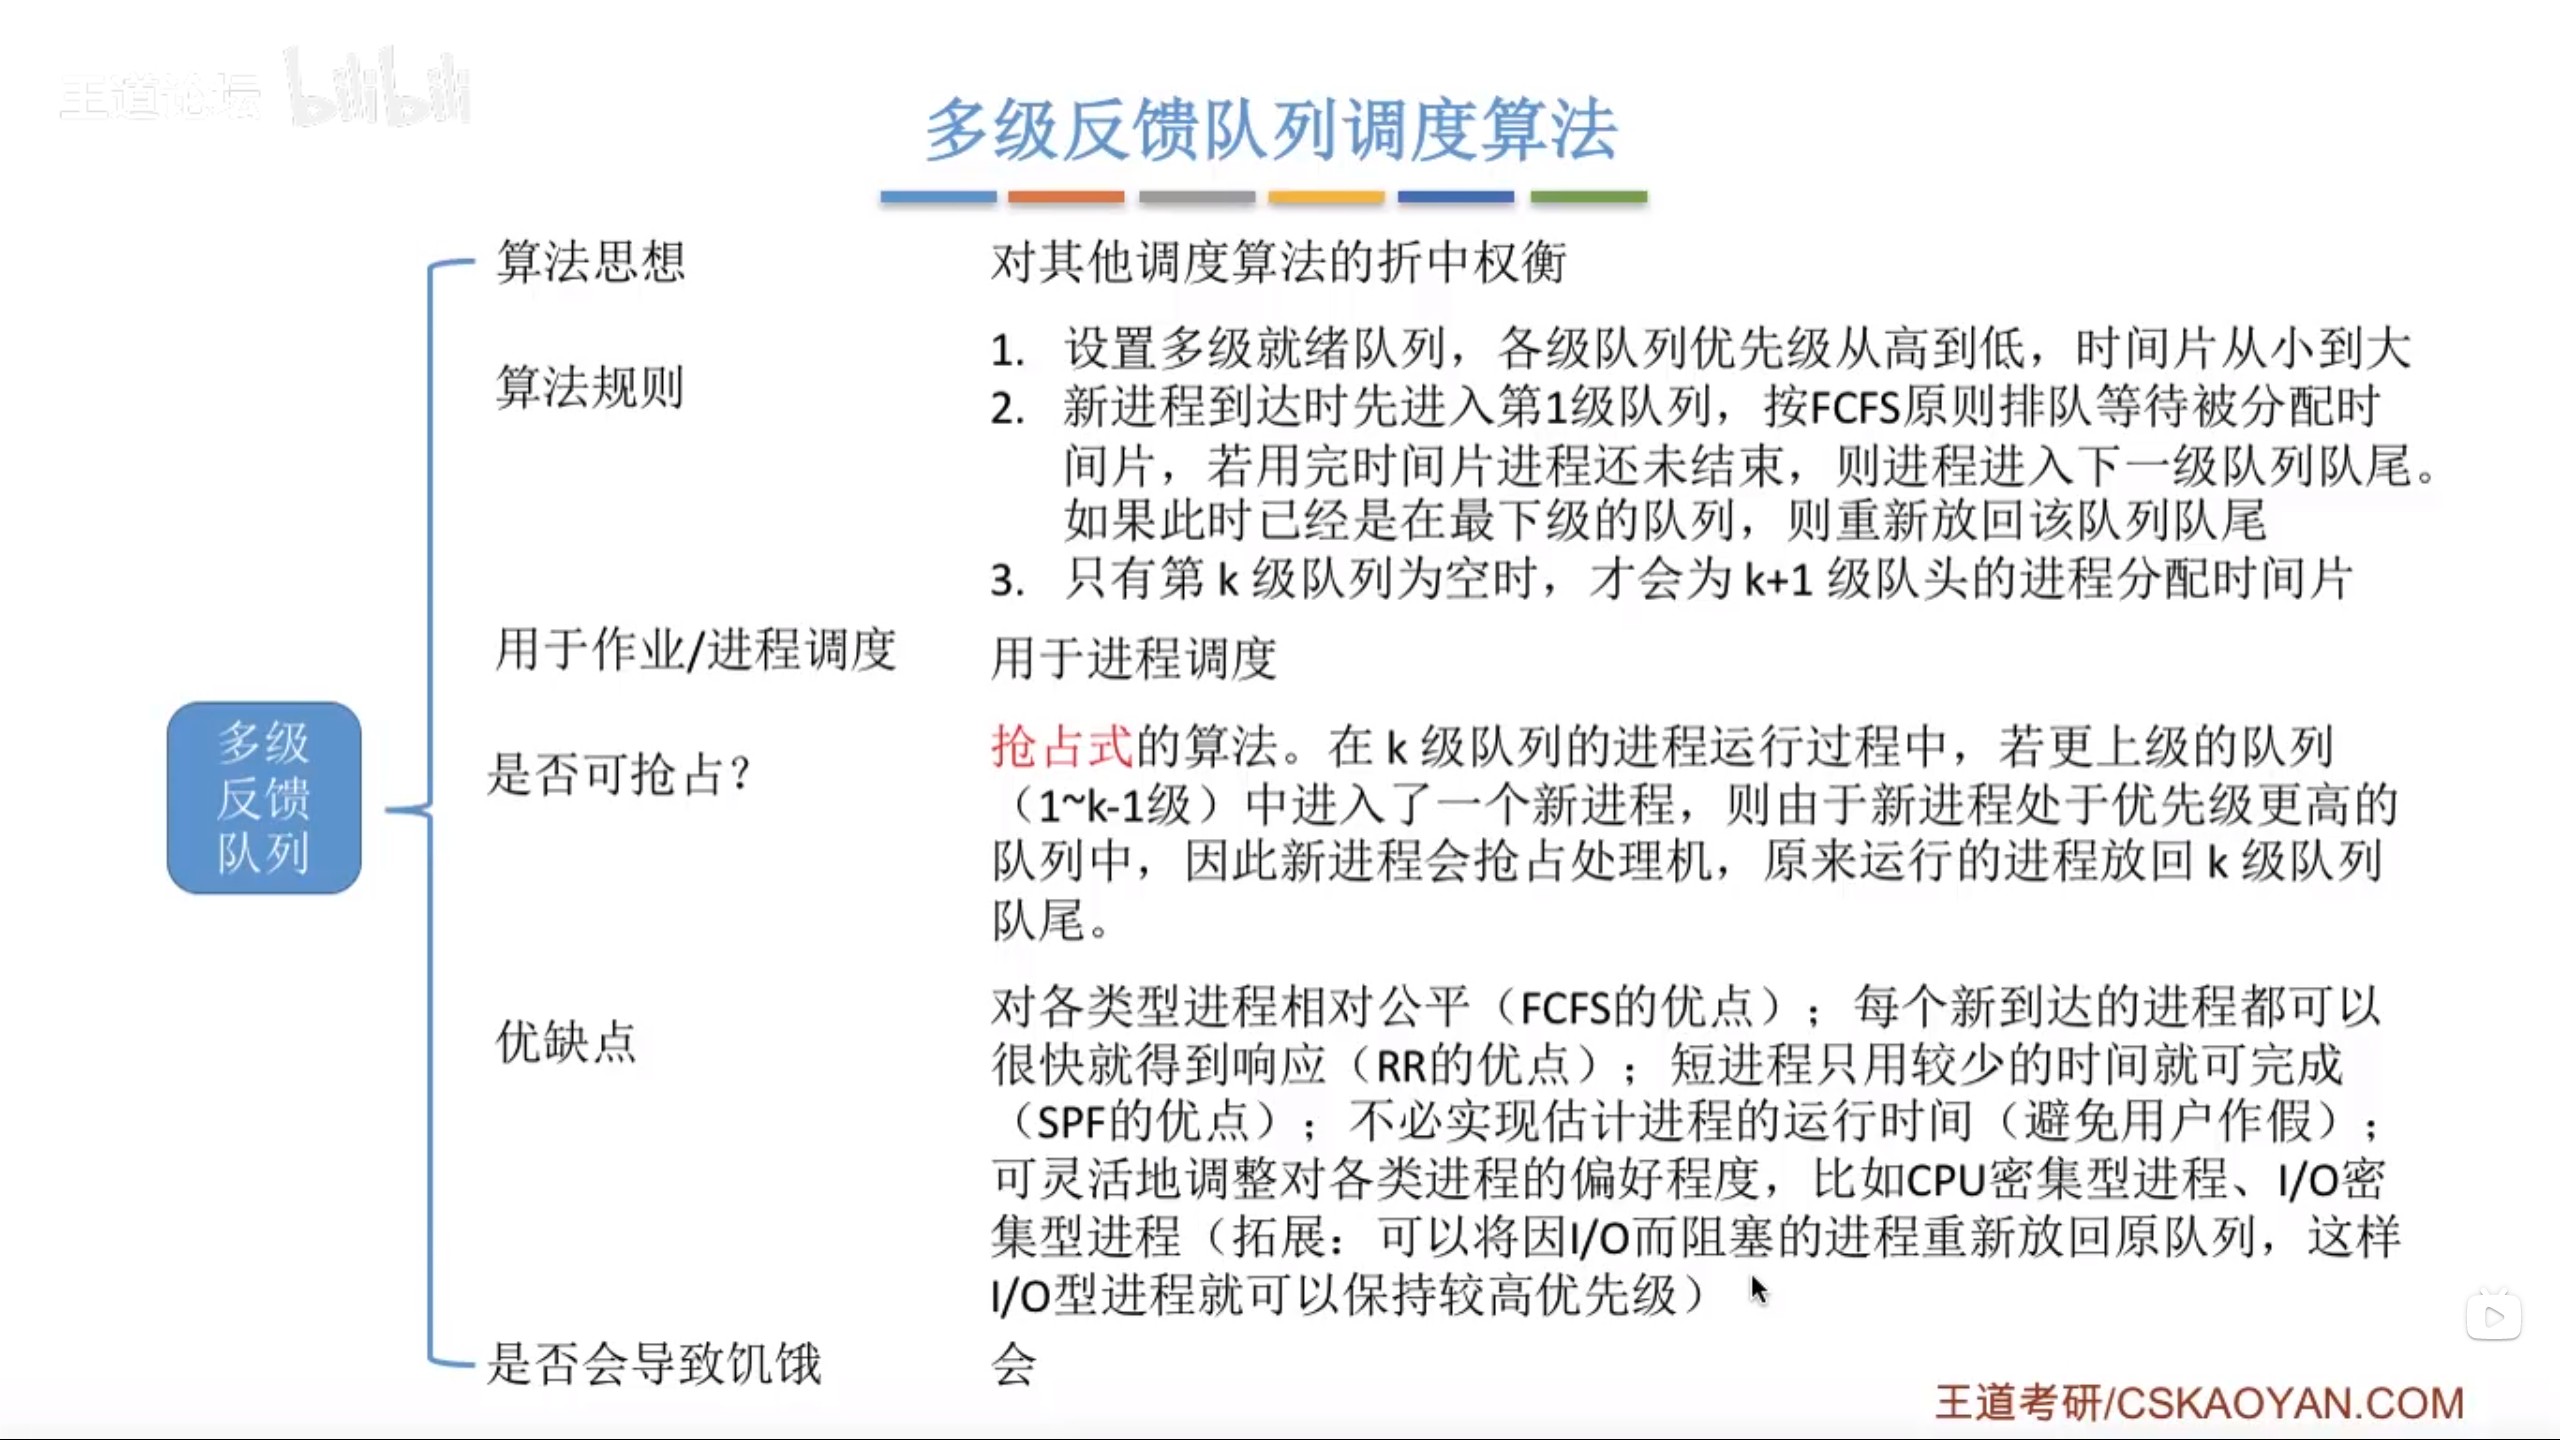 王道论坛 bilibili
多级反馈队列调度算法
算法思想
对其他调度算法的折中权衡
算法规则
1. 设置多级就绪队列，各级队列优先级从高到低，时间片从小到大
2. 新进程到达时先进入第1级队列，按FCFS原则排队等待被分配时
间片，若用完时间片进程还未结束，则进程进入下一级队列队尾。
如果此时已经是在最下级的队列，则重新放回该队列队尾
3. 只有第 k 级队列为空时，才会为 k+1 级队头的进程分配时间片
用于作业/进程调度
用于进程调度
多级
反馈
队列
是否可抢占？
抢占式的算法。在 k 级队列的进程运行过程中，若更上级的队列
（1~k-1级）中进入了一个新进程，则由于新进程处于优先级更高的
队列中，因此新进程会抢占处理机，原来运行的进程放回 k 级队列
队尾。
优缺点
对各类型进程相对公平（FCFS的优点）；每个新到达的进程都可以
很快就得到响应（RR的优点）；短进程只用较少的时间就可完成
（SPF的优点）；不必实现估计进程的运行时间（避免用户作假）；
可灵活地调整对各类进程的偏好程度，比如CPU密集型进程、I/O密
集型进程（拓展：可以将因I/O而阻塞的进程重新放回原队列，这样
I/O型进程就可以保持较高优先级）
是否会导致饥饿
会
王道考研/CSKAOYAN.COM